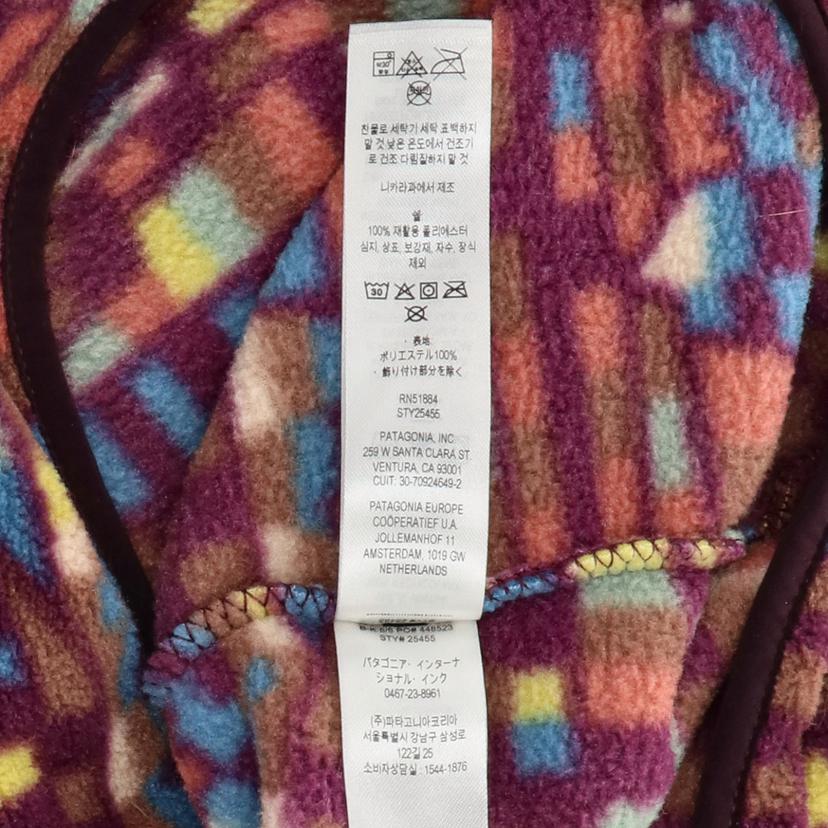 친물로 세탁기 세탁 표백하지
말 것 낮은 온도에서 건조기
로 건조 다림질하지 말 것
니카라과에서 제조
쉘
100% 재활용 폴리에스터
심지, 상표, 보강재, 자수, 장식
제외
30
・表地
ポリエステル100%
・飾り付け部分を除く
RN51884
STY25455
PATAGONIA, INC.
259 W SANTA CLARA ST.
VENTURA, CA 93001
CUIT: 30-70924649-2
PATAGONIA EUROPE
COÖPERATIEF U.A.
JOLLEMANHOF 11
AMSTERDAM, 1019 GW
NETHERLANDS
PO# 448523
STY# 25455
パタゴニア・インターナ
ショナル・インク
0467-23-8961
(주)파타고니아코리아
서울특별시 강남구 삼성로
122길 25
소비자상담실 : 1544-1876